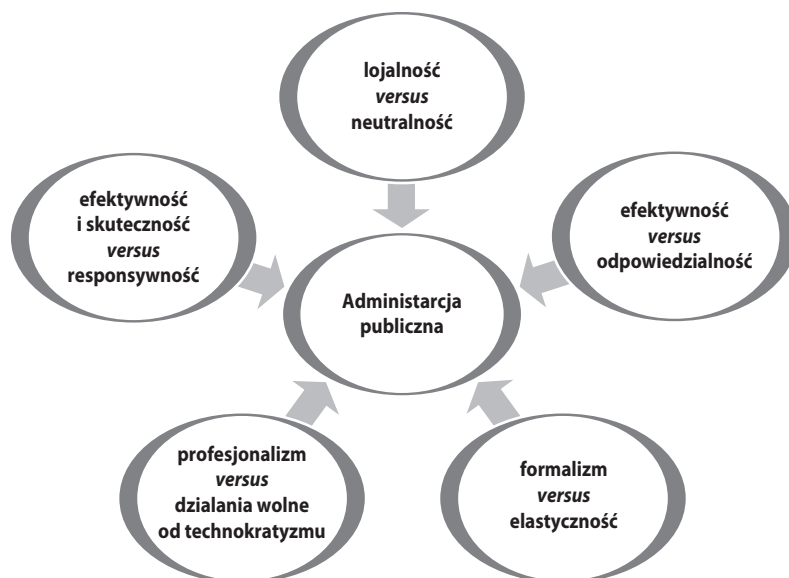 lojalność
versus
neutralność
efektywność
i skuteczność
versus
responsywność
efektywność
versus
odpowiedzialność
Administarcja
publiczna
profesjonalizm
versus
dzialania wolne
od technokratyzmu
formalizm
versus
elastyczność